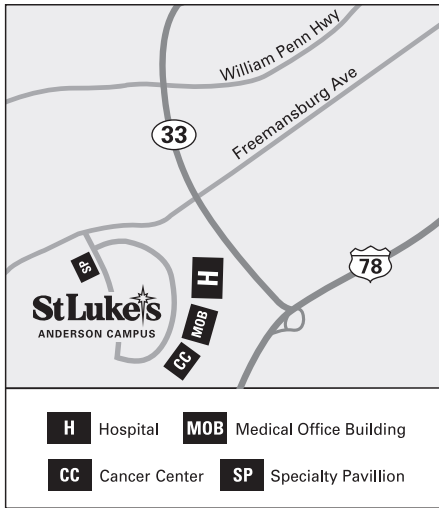 William Penn Hwy
33
Freemansburg Ave
78
SP
H
StLuke's
MOB
ANDERSON CAMPUS
CC
H Hospital MOB Medical Office Building
CC Cancer Center SP Specialty Pavillion